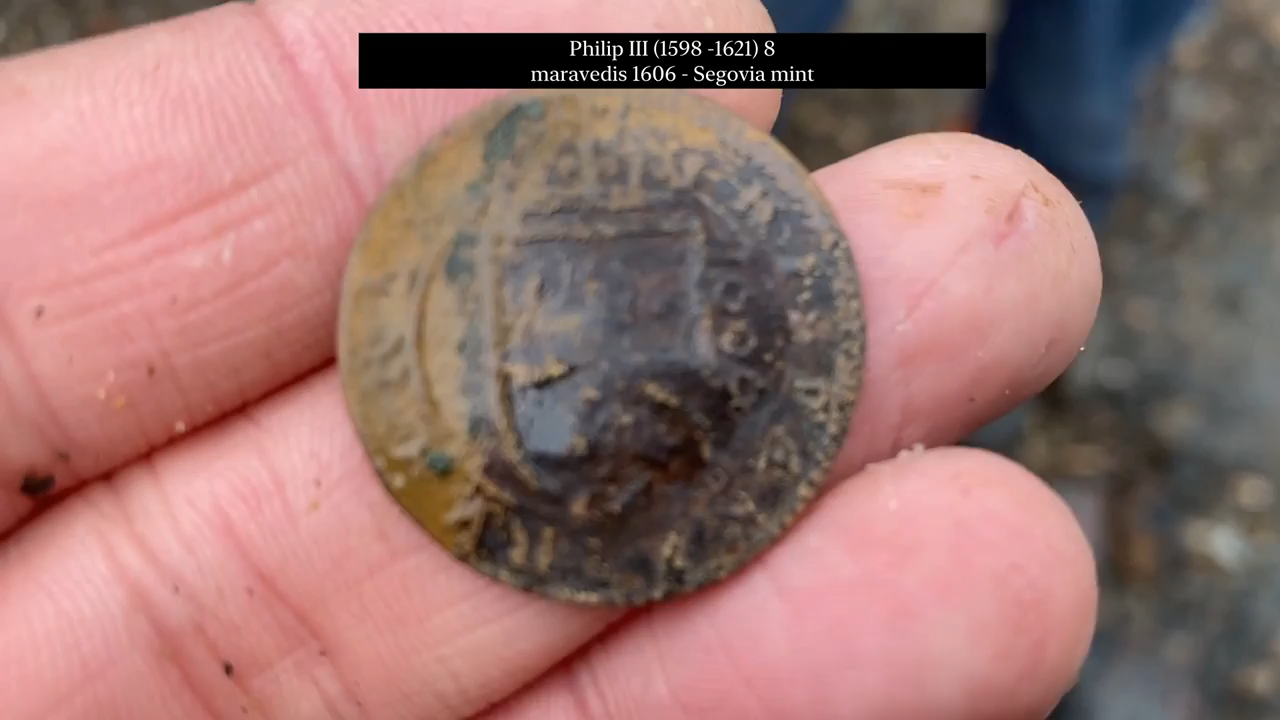 Philip III (1598 -1621) 8
maravedis 1606 - Segovia mint